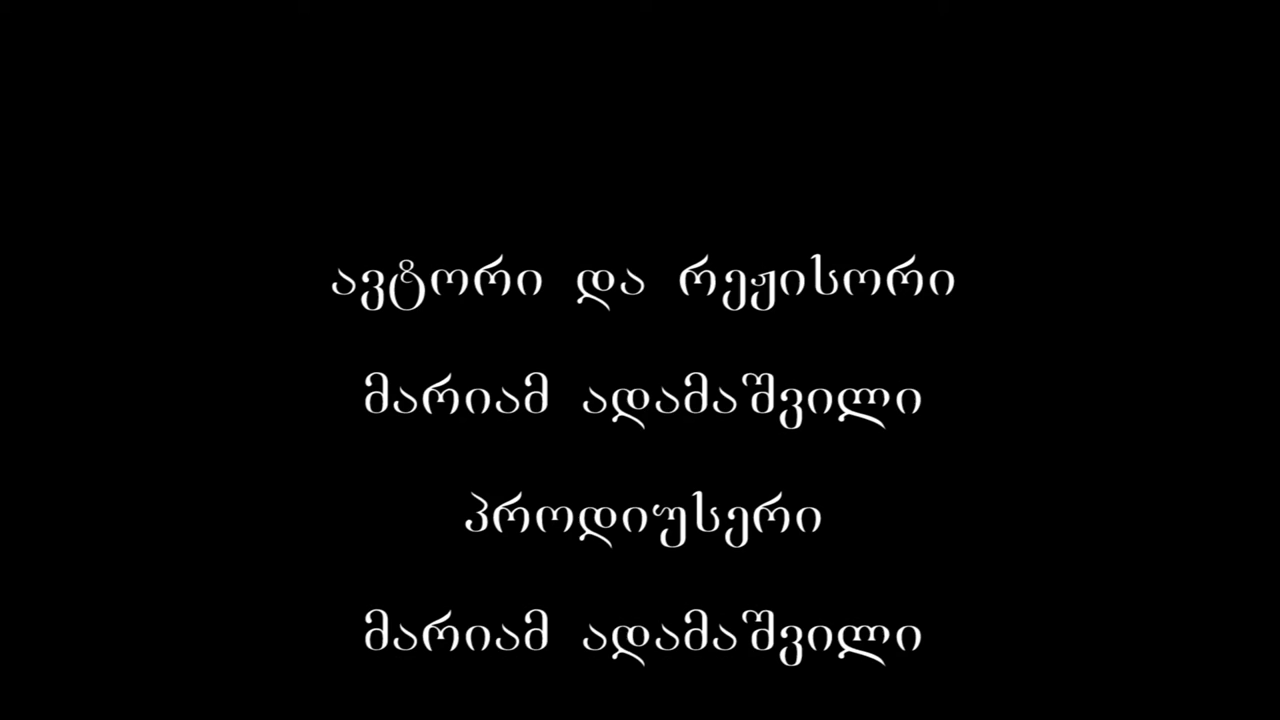 ავტორი და რეჟისორი
მარიამ ადამაშვილი
პროდიუსერი
მარიამ ადამაშვილი